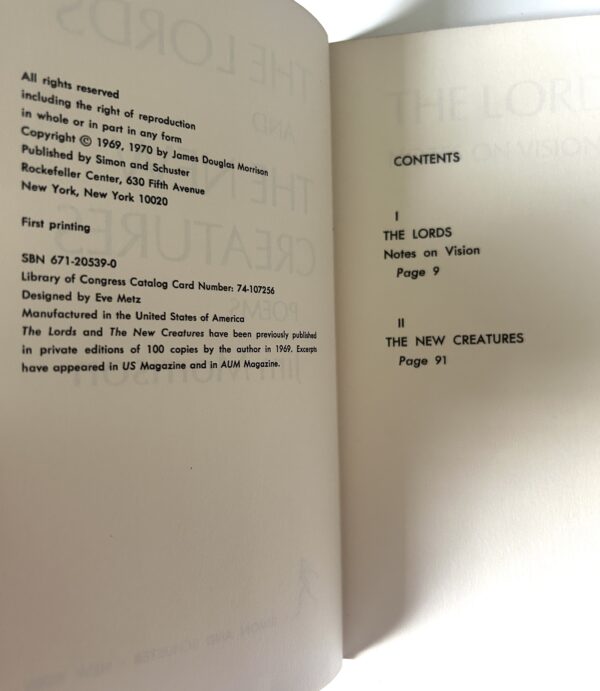 All rights reserved
including the right of reproduction
in whole or in part in any form
Copyright © 1969, 1970 by James Douglas Morrison
Published by Simon and Schuster
Rockefeller Center, 630 Fifth Avenue
New York, New York 10020
First printing
SBN 671-20539-0
Library of Congress Catalog Card Number: 74-107256
Designed by Eve Metz
Manufactured in the United States of America
The Lords and The New Creatures have been previously published
in private editions of 100 copies by the author in 1969. Excerpts
have appeared in US Magazine and in AUM Magazine.
CONTENTS
I
THE LORDS
Notes on Vision
Page 9
II
THE NEW CREATURES
Page 91